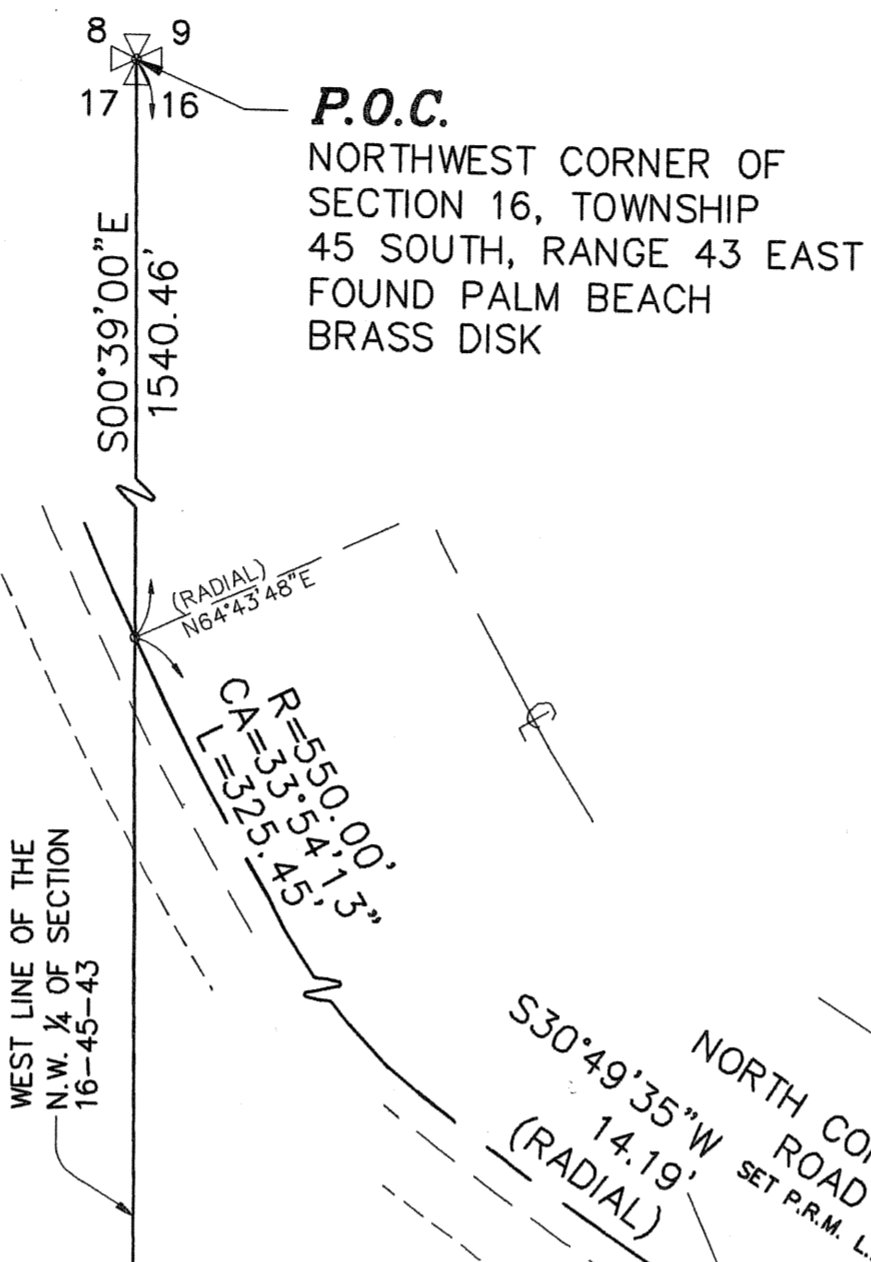 8 9
17 16
P.O.C.
NORTHWEST CORNER OF
SECTION 16, TOWNSHIP
45 SOUTH, RANGE 43 EAST
FOUND PALM BEACH
BRASS DISK
S00°39'00"E
1540.46'
(RADIAL)
N64°43'48"E
R=550.00'
CA=33°54'13"
L=325.45'
WEST LINE OF THE
N.W. ¼ OF SECTION
16-45-43
S30°49'35"W
14.19'
(RADIAL)
NORTH
ROAD
SET P.R.M.